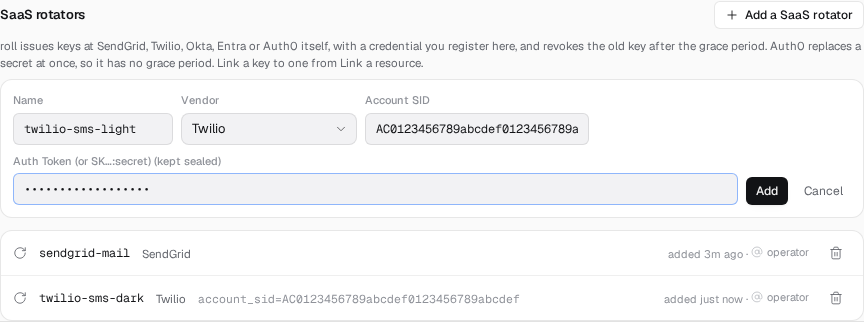 SaaS rotators
+ Add a SaaS rotator
roll issues keys at SendGrid, Twilio, Okta, Entra or Auth0 itself, with a credential you register here, and revokes the old key after the grace period. Auth0 replaces a
secret at once, so it has no grace period. Link a key to one from Link a resource.
Name Vendor Account SID
twilio-sms-light Twilio AC0123456789abcdef0123456789a
Auth Token (or SK…:secret) (kept sealed)
•••••••••••••••••• Add Cancel
sendgrid-mail SendGrid added 3m ago · @ operator
twilio-sms-dark Twilio account_sid=AC0123456789abcdef0123456789abcdef added just now · @ operator